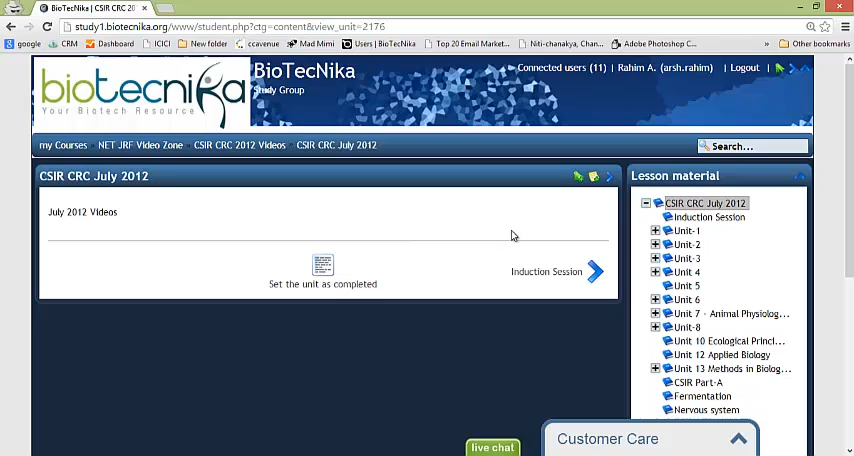 BioTecNika | CSIR CRC 20
study1.biotecnika.org/www/student.php?ctg=content&view_unit=2176
google
CRM
Dashboard
ICICI
New folder
ccavenue
Mad Mimi
Users | BioTecNika
Top 20 Email Market...
Niti-chanakya, Chan...
Adobe Photoshop C...
»
Other bookmarks
biotecnika
Your Biotech Resource
BioTecNika
Study Group
Connected users (11) | Rahim A. (arsh.rahim) | Logout |
my Courses » NET JRF Video Zone » CSIR CRC 2012 Videos » CSIR CRC July 2012
Search...
CSIR CRC July 2012
July 2012 Videos
Set the unit as completed
Induction Session
Lesson material
CSIR CRC July 2012
Induction Session
Unit-1
Unit-2
Unit-3
Unit 4
Unit 5
Unit 6
Unit 7 - Animal Physiolog...
Unit-8
Unit 10 Ecological Princi...
Unit 12 Applied Biology
Unit 13 Methods in Biolog...
CSIR Part-A
Fermentation
Nervous system
live chat
Customer Care